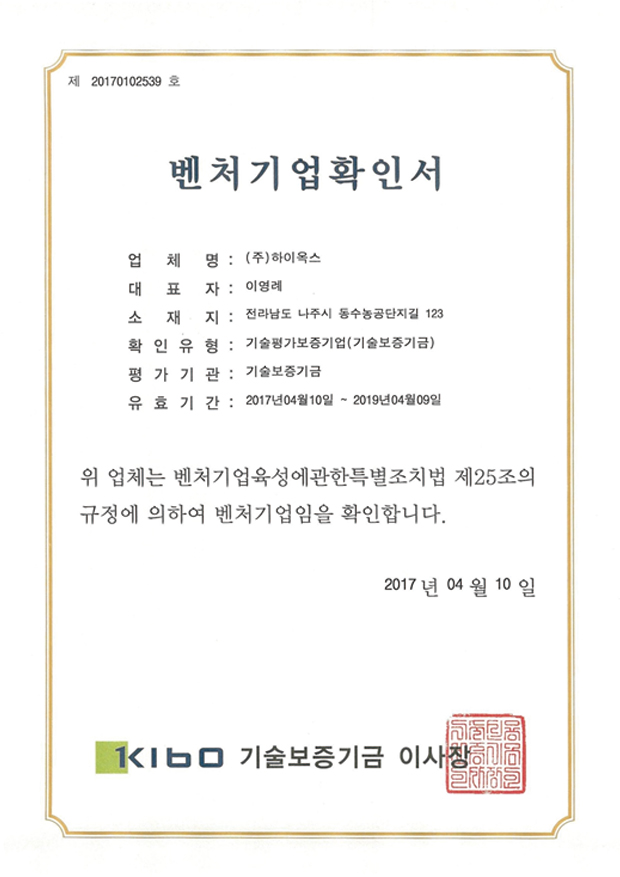 제 20170102539 호
벤처기업확인서
업 체 명 : (주)하이옥스
대 표 자 : 이영례
소 재 지 : 전라남도 나주시 동수농공단지길 123
확 인 유 형 : 기술평가보증기업(기술보증기금)
평 가 기 관 : 기술보증기금
유 효 기 간 : 2017년04월10일 ~ 2019년04월09일
위 업체는 벤처기업육성에관한특별조치법 제25조의
규정에 의하여 벤처기업임을 확인합니다.
2017 년 04 월 10 일
KIBO 기술보증기금 이사장